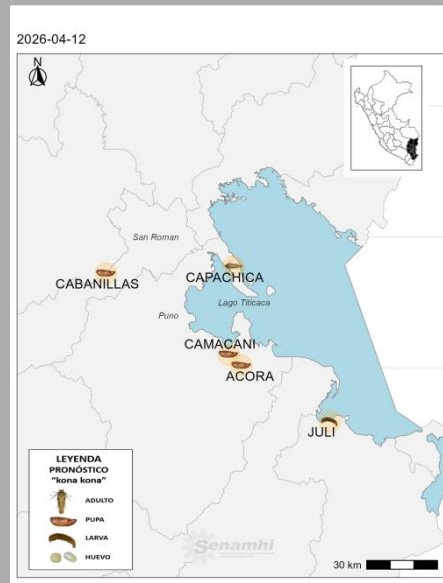 2026-04-12
N
San Roman
CABANILLAS
CAPACHICA
Lago Titicaca
Puno
CAMACANI
ACORA
JULI
LEYENDA
PRONÓSTICO
“kona kona”
ADULTO
PUPA
LARVA
HUEVO
Senamhi
30 km